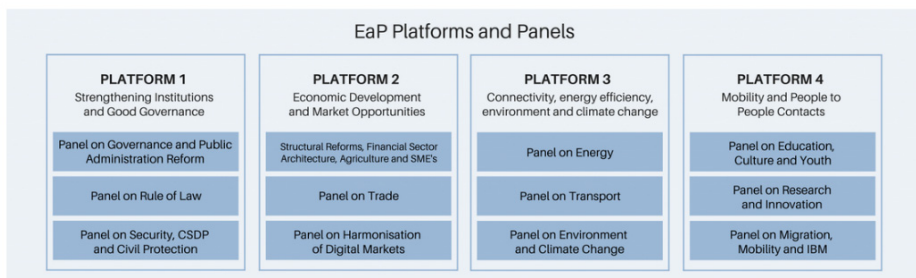 EaP Platforms and Panels
PLATFORM 1
Strengthening Institutions
and Good Governance
Panel on Governance and Public
Administration Reform
Panel on Rule of Law
Panel on Security, CSDP
and Civil Protection
PLATFORM 2
Economic Development
and Market Opportunities
Structural Reforms, Financial Sector
Architecture, Agriculture and SME's
Panel on Trade
Panel on Harmonisation
of Digital Markets
PLATFORM 3
Connectivity, energy efficiency,
environment and climate change
Panel on Energy
Panel on Transport
Panel on Environment
and Climate Change
PLATFORM 4
Mobility and People to
People Contacts
Panel on Education,
Culture and Youth
Panel on Research
and Innovation
Panel on Migration,
Mobility and IBM